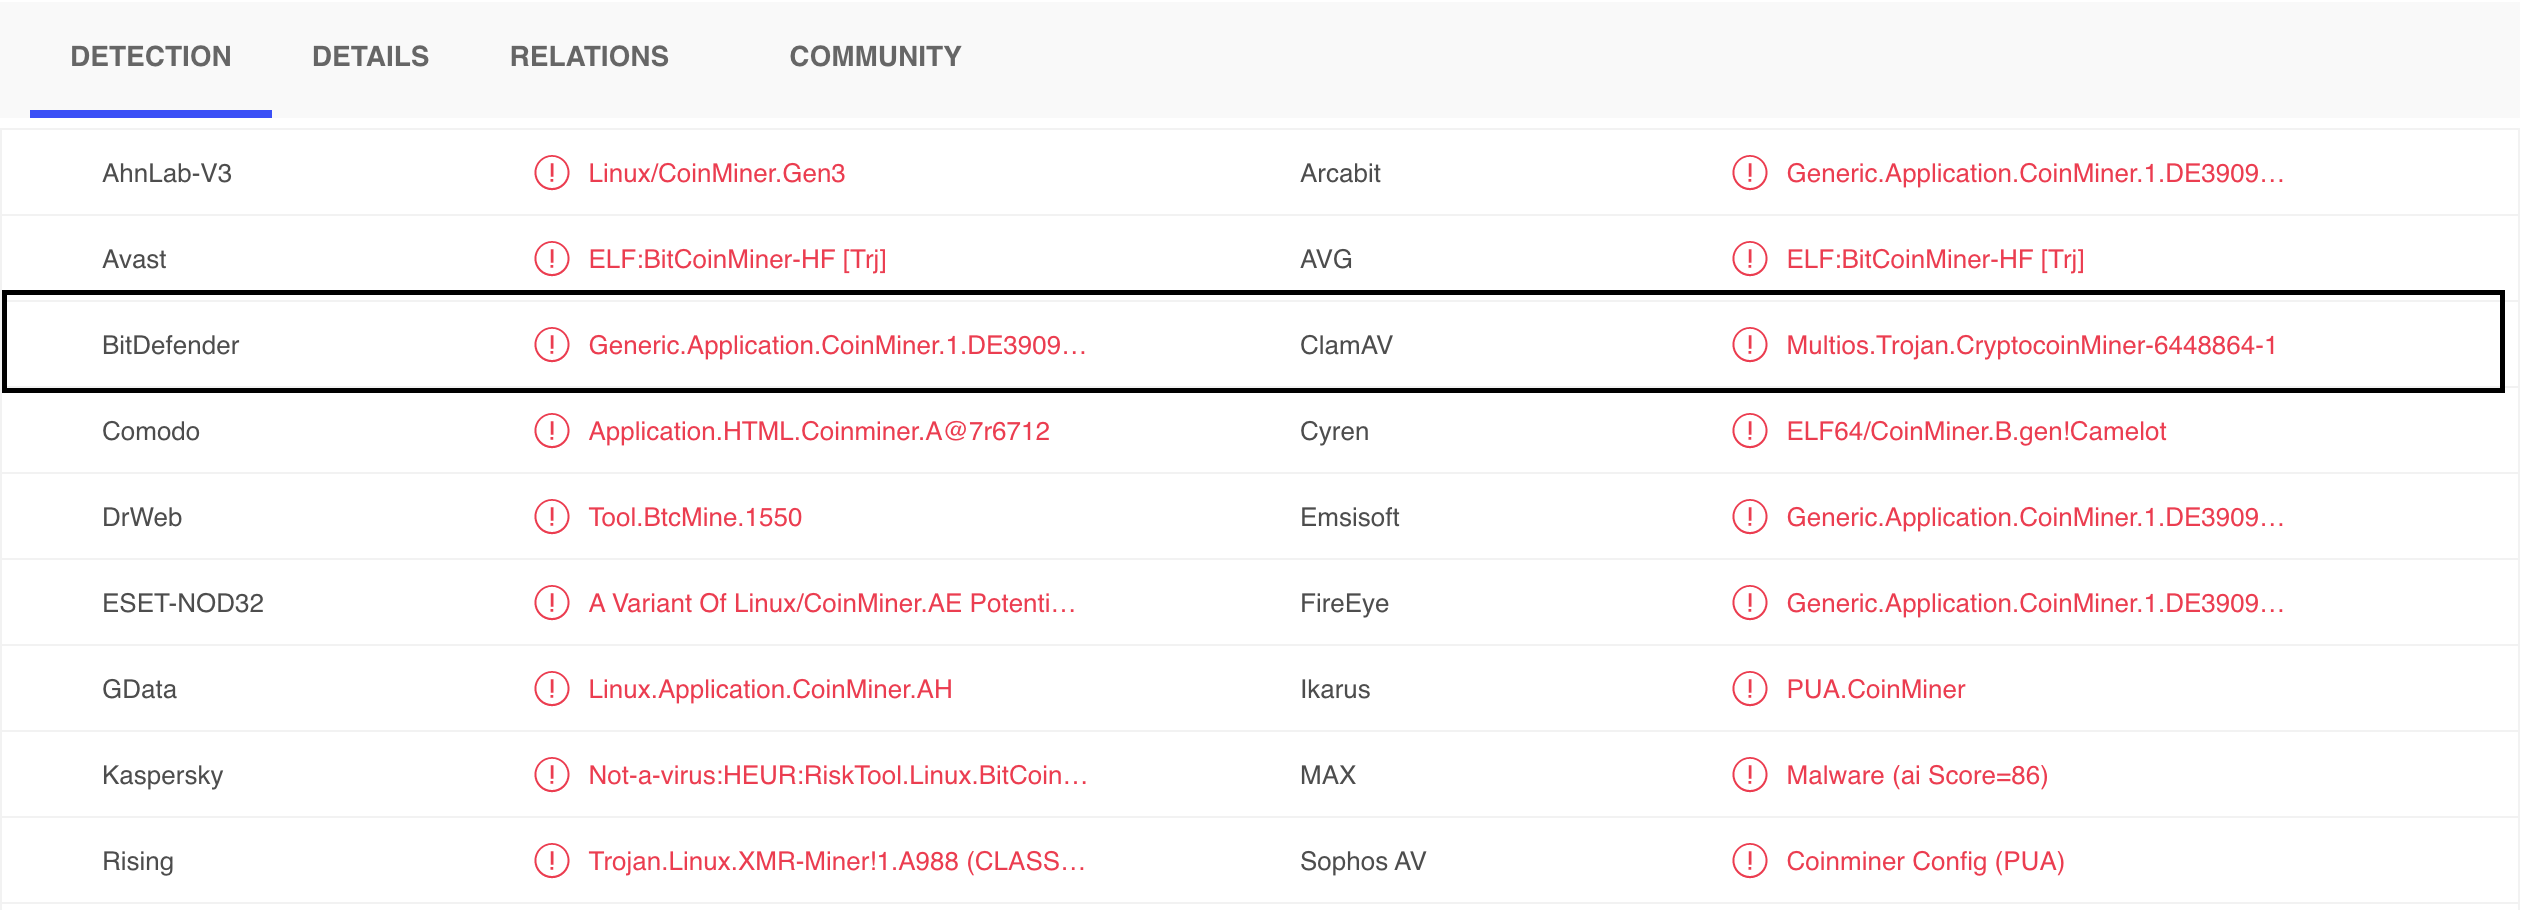 DETECTION DETAILS RELATIONS COMMUNITY
AhnLab-V3 Linux/CoinMiner.Gen3 Arcabit Generic.Application.CoinMiner.1.DE3909...
Avast ELF:BitCoinMiner-HF [Trj] AVG ELF:BitCoinMiner-HF [Trj]
BitDefender Generic.Application.CoinMiner.1.DE3909... ClamAV Multios.Trojan.CryptocoinMiner-6448864-1
Comodo Application.HTML.Coinminer.A@7r6712 Cyren ELF64/CoinMiner.B.gen!Camelot
DrWeb Tool.BtcMine.1550 Emsisoft Generic.Application.CoinMiner.1.DE3909...
ESET-NOD32 A Variant Of Linux/CoinMiner.AE Potenti... FireEye Generic.Application.CoinMiner.1.DE3909...
GData Linux.Application.CoinMiner.AH Ikarus PUA.CoinMiner
Kaspersky Not-a-virus:HEUR:RiskTool.Linux.BitCoin... MAX Malware (ai Score=86)
Rising Trojan.Linux.XMR-Miner!1.A988 (CLASS... Sophos AV Coinminer Config (PUA)